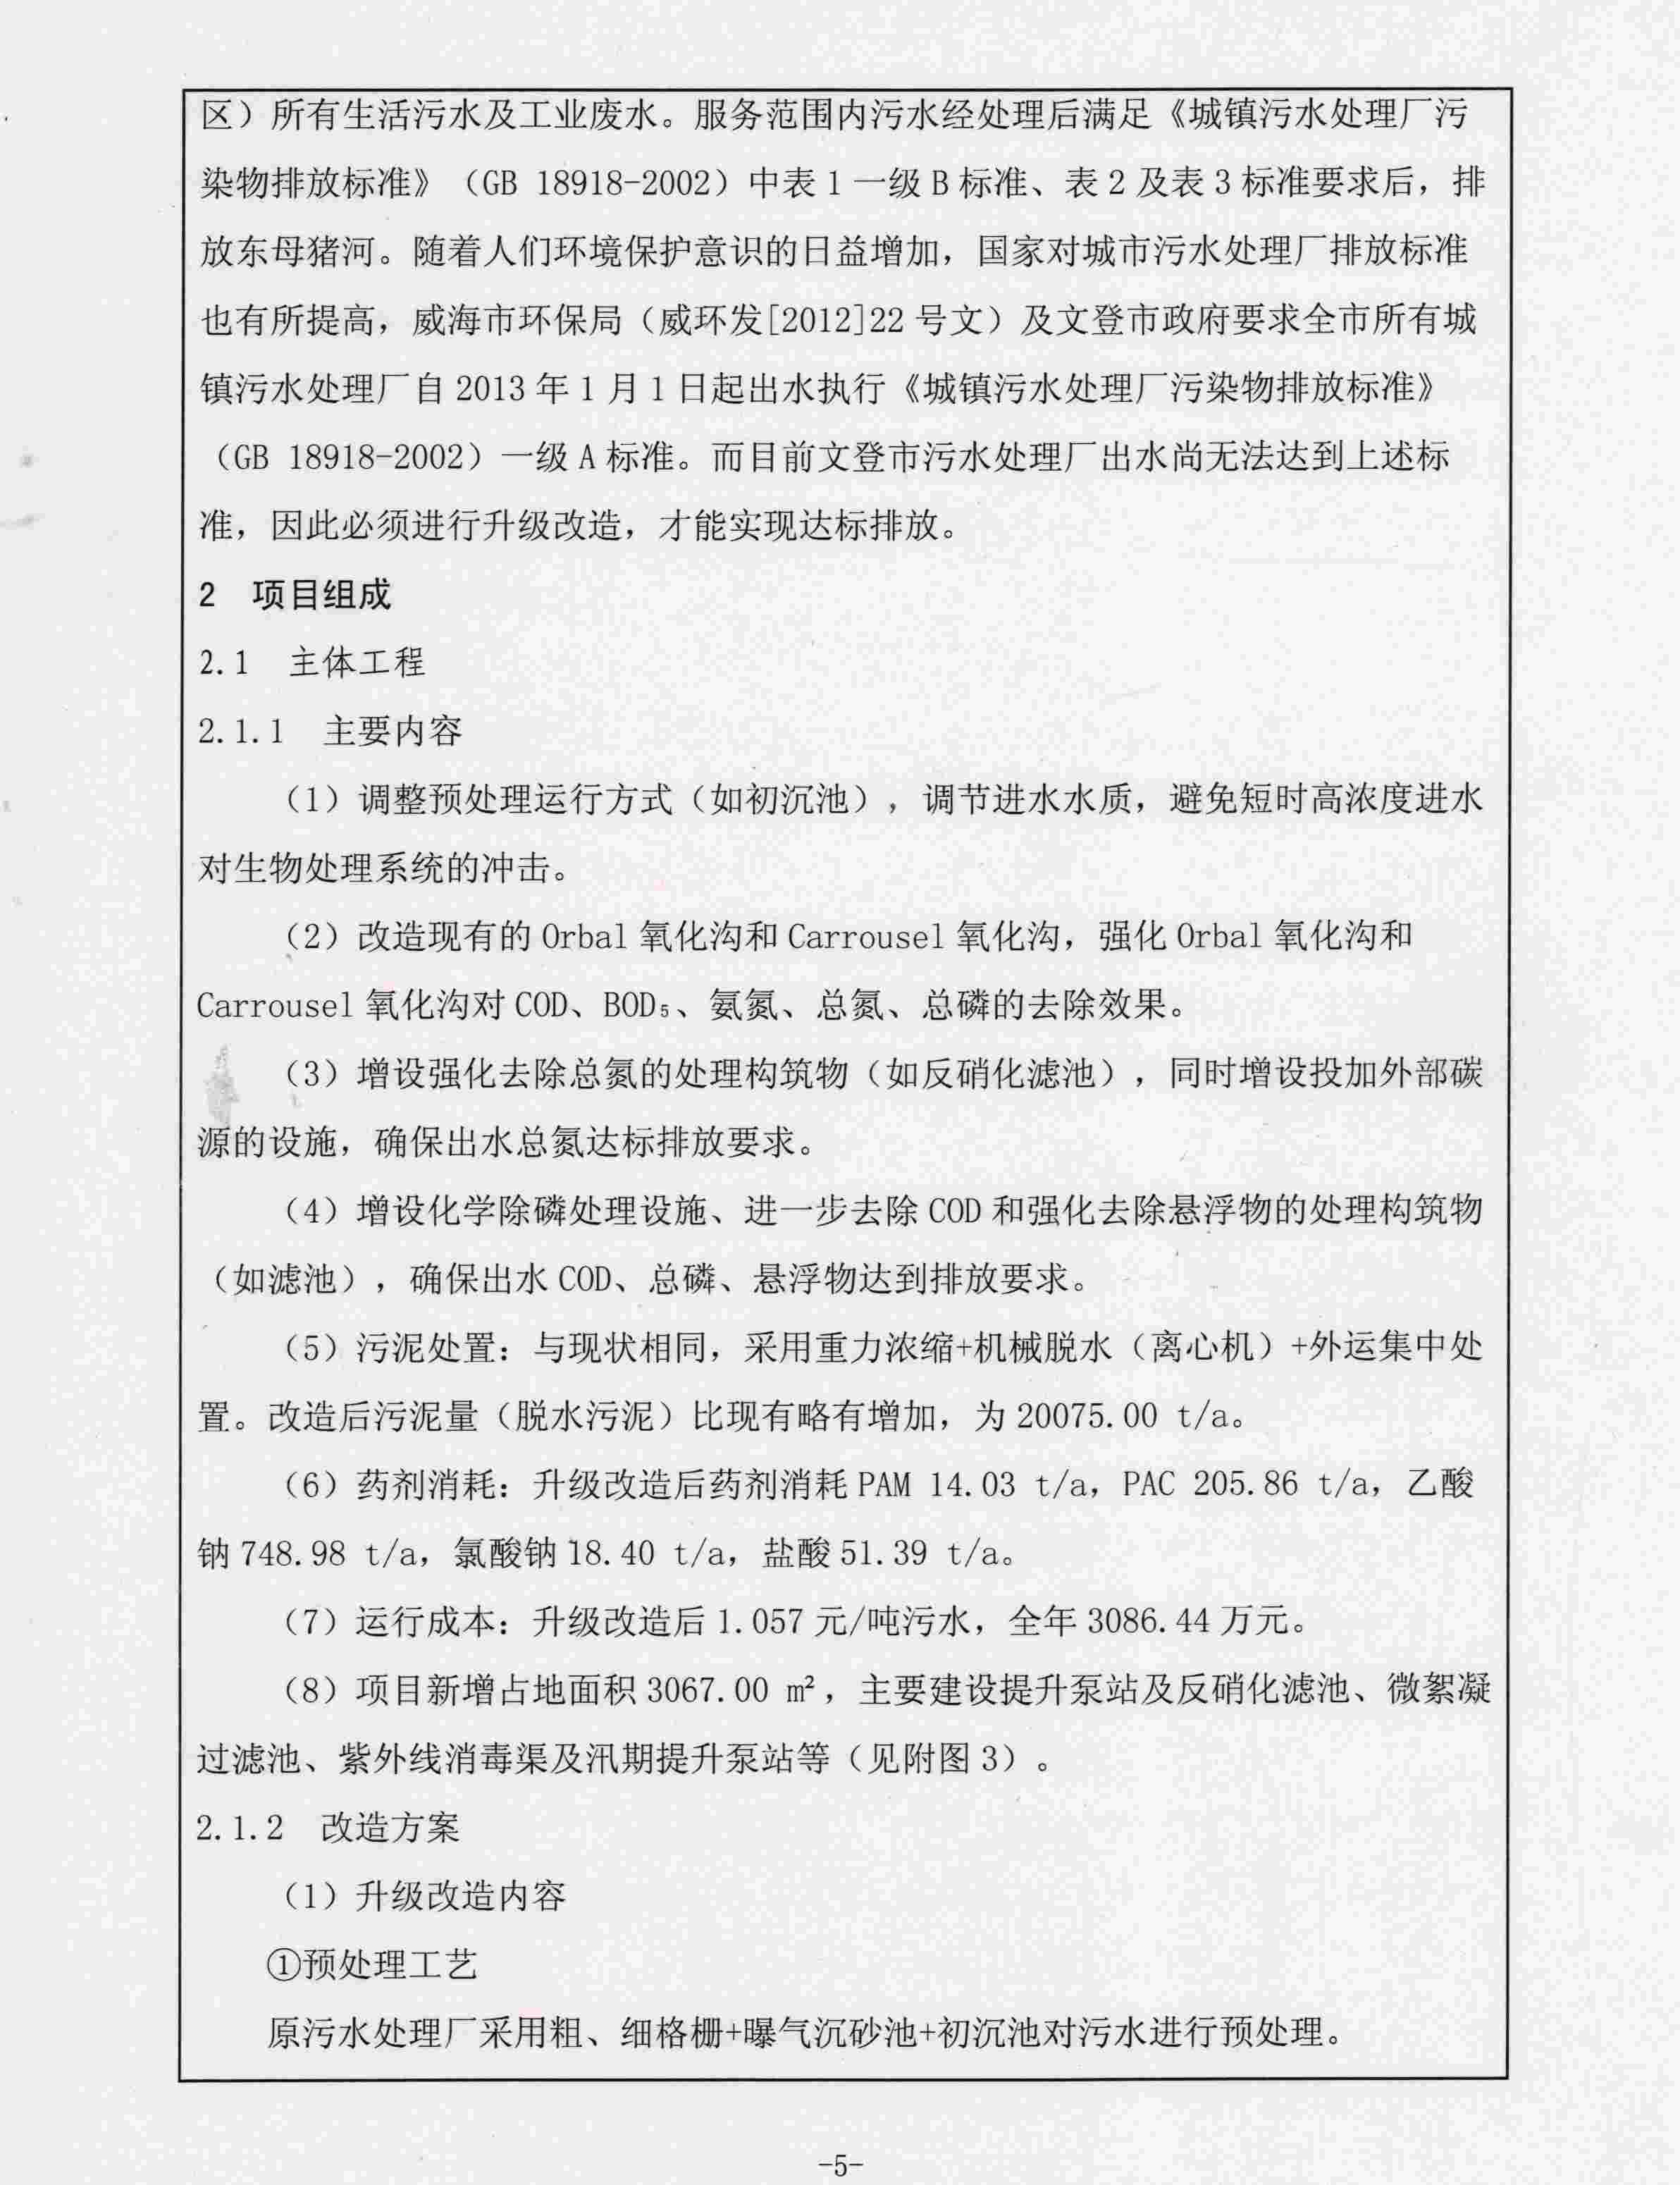 区）所有生活污水及工业废水。服务范围内污水经处理后满足《城镇污水处理厂污
染物排放标准》（GB 18918-2002）中表 1 一级 B 标准、表 2 及表 3 标准要求后，排
放东母猪河。随着人们环境保护意识的日益增加，国家对城市污水处理厂排放标准
也有所提高，威海市环保局（威环发[2012]22 号文）及文登市政府要求全市所有城
镇污水处理厂自 2013 年 1 月 1 日起出水执行《城镇污水处理厂污染物排放标准》
（GB 18918-2002）一级 A 标准。而目前文登市污水处理厂出水尚无法达到上述标
准，因此必须进行升级改造，才能实现达标排放。
2 项目组成
2.1 主体工程
2.1.1 主要内容
（1）调整预处理运行方式（如初沉池），调节进水水质，避免短时高浓度进水
对生物处理系统的冲击。
（2）改造现有的 Orbal 氧化沟和 Carrousel 氧化沟，强化 Orbal 氧化沟和
Carrousel 氧化沟对 COD、BOD₅、氨氮、总氮、总磷的去除效果。
（3）增设强化去除总氮的处理构筑物（如反硝化滤池），同时增设投加外部碳
源的设施，确保出水总氮达标排放要求。
（4）增设化学除磷处理设施、进一步去除 COD 和强化去除悬浮物的处理构筑物
（如滤池），确保出水 COD、总磷、悬浮物达到排放要求。
（5）污泥处置：与现状相同，采用重力浓缩+机械脱水（离心机）+外运集中处
置。改造后污泥量（脱水污泥）比现有略有增加，为 20075.00 t/a。
（6）药剂消耗：升级改造后药剂消耗 PAM 14.03 t/a，PAC 205.86 t/a，乙酸
钠 748.98 t/a，氯酸钠 18.40 t/a，盐酸 51.39 t/a。
（7）运行成本：升级改造后 1.057 元/吨污水，全年 3086.44 万元。
（8）项目新增占地面积 3067.00 m²，主要建设提升泵站及反硝化滤池、微絮凝
过滤池、紫外线消毒渠及汛期提升泵站等（见附图 3）。
2.1.2 改造方案
（1）升级改造内容
①预处理工艺
原污水处理厂采用粗、细格栅+曝气沉砂池+初沉池对污水进行预处理。
-5-